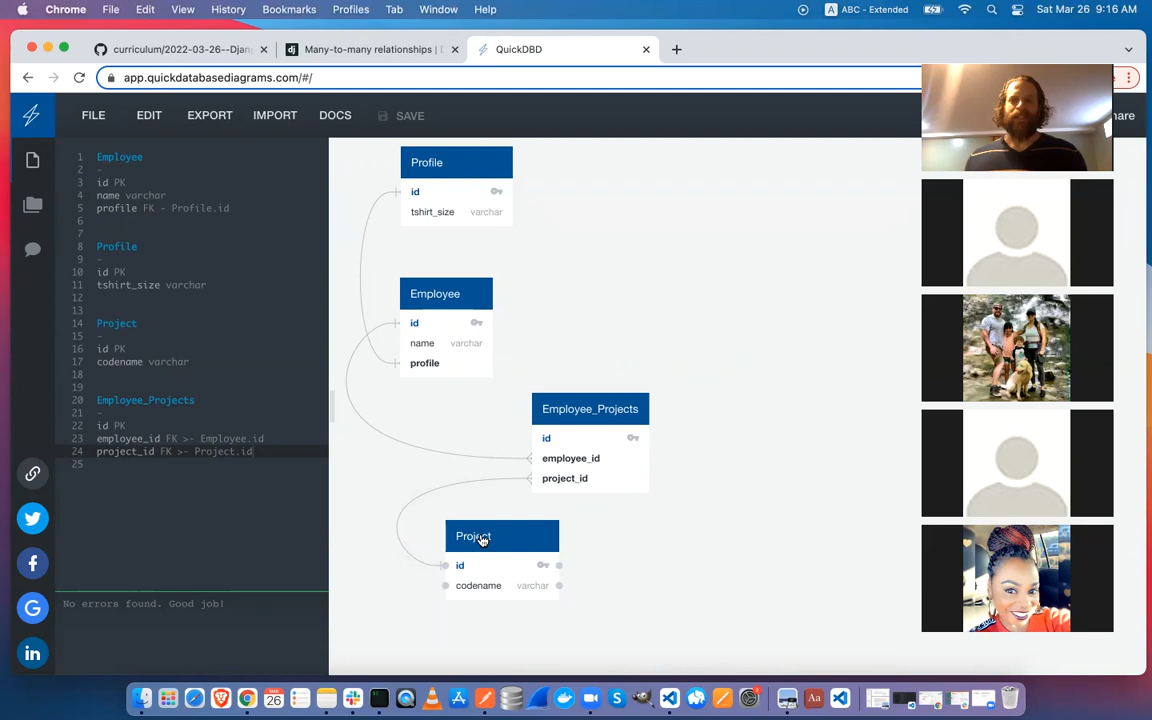 Chrome File Edit View History Bookmarks Profiles Tab Window Help
A ABC - Extended Sat Mar 26 9:16 AM
curriculum/2022-03-26--Djan
dj Many-to-many relationships | D
QuickDBD
app.quickdatabasediagrams.com/#/
FILE EDIT EXPORT IMPORT DOCS SAVE
hare
1 Employee
2 -
3 id PK
4 name varchar
5 profile FK - Profile.id
6
7
8 Profile
9 -
10 id PK
11 tshirt_size varchar
12
13
14 Project
15 -
16 id PK
17 codename varchar
18
19
20 Employee_Projects
21 -
22 id PK
23 employee_id FK >- Employee.id
24 project_id FK >- Project.id
25
No errors found. Good job!
Profile
id
tshirt_size varchar
Employee
id
name varchar
profile
Employee_Projects
id
employee_id
project_id
Project
id
codename varchar
MAR
26
Aa